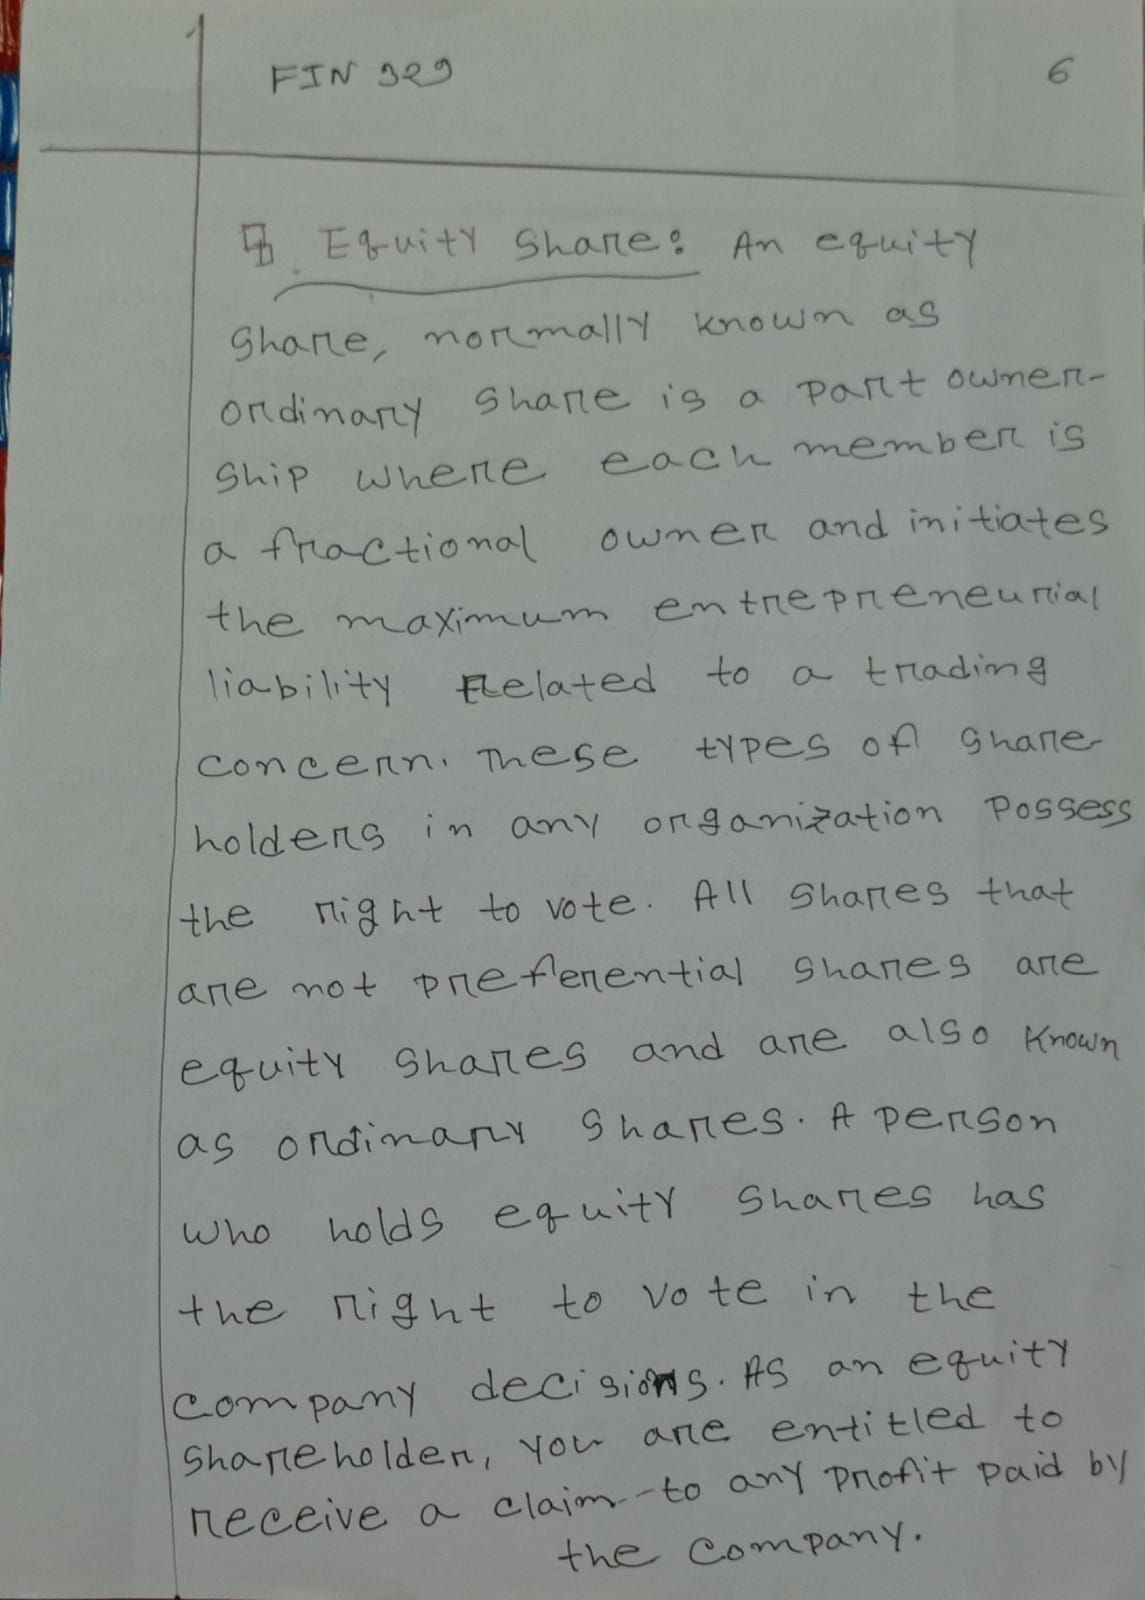 FIN 329
6
Equity Share: An equity
share, normally known as
ordinary share is a part owner-
ship where each member is
a fractional owner and initiates
the maximum entrepreneurial
liability related to a trading
concern. These types of share-
holders in any organization possess
the right to vote. All shares that
are not preferential shares are
equity shares and are also known
as ordinary shares. A person
who holds equity shares has
the right to vote in the
company decisions. As an equity
shareholder, you are entitled to
receive a claim to any profit paid by
the company.